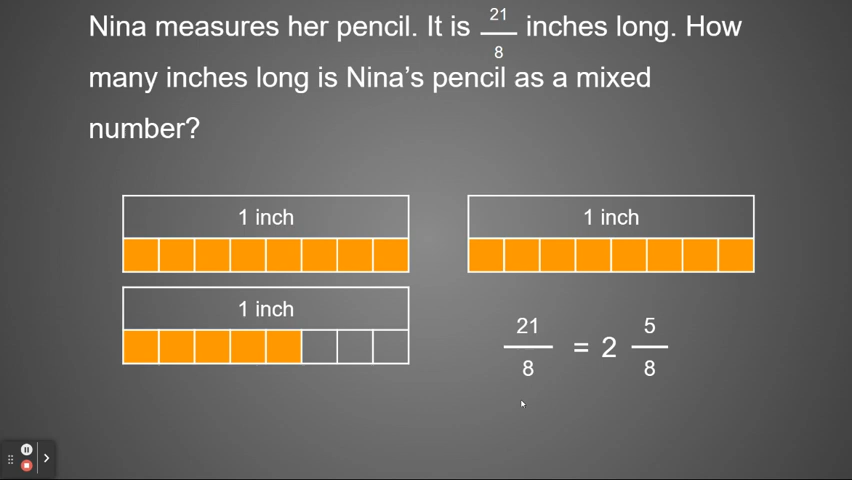 Nina measures her pencil. It is 21/8 inches long. How
many inches long is Nina's pencil as a mixed
number?
1 inch
1 inch
1 inch
21/8 = 2 5/8